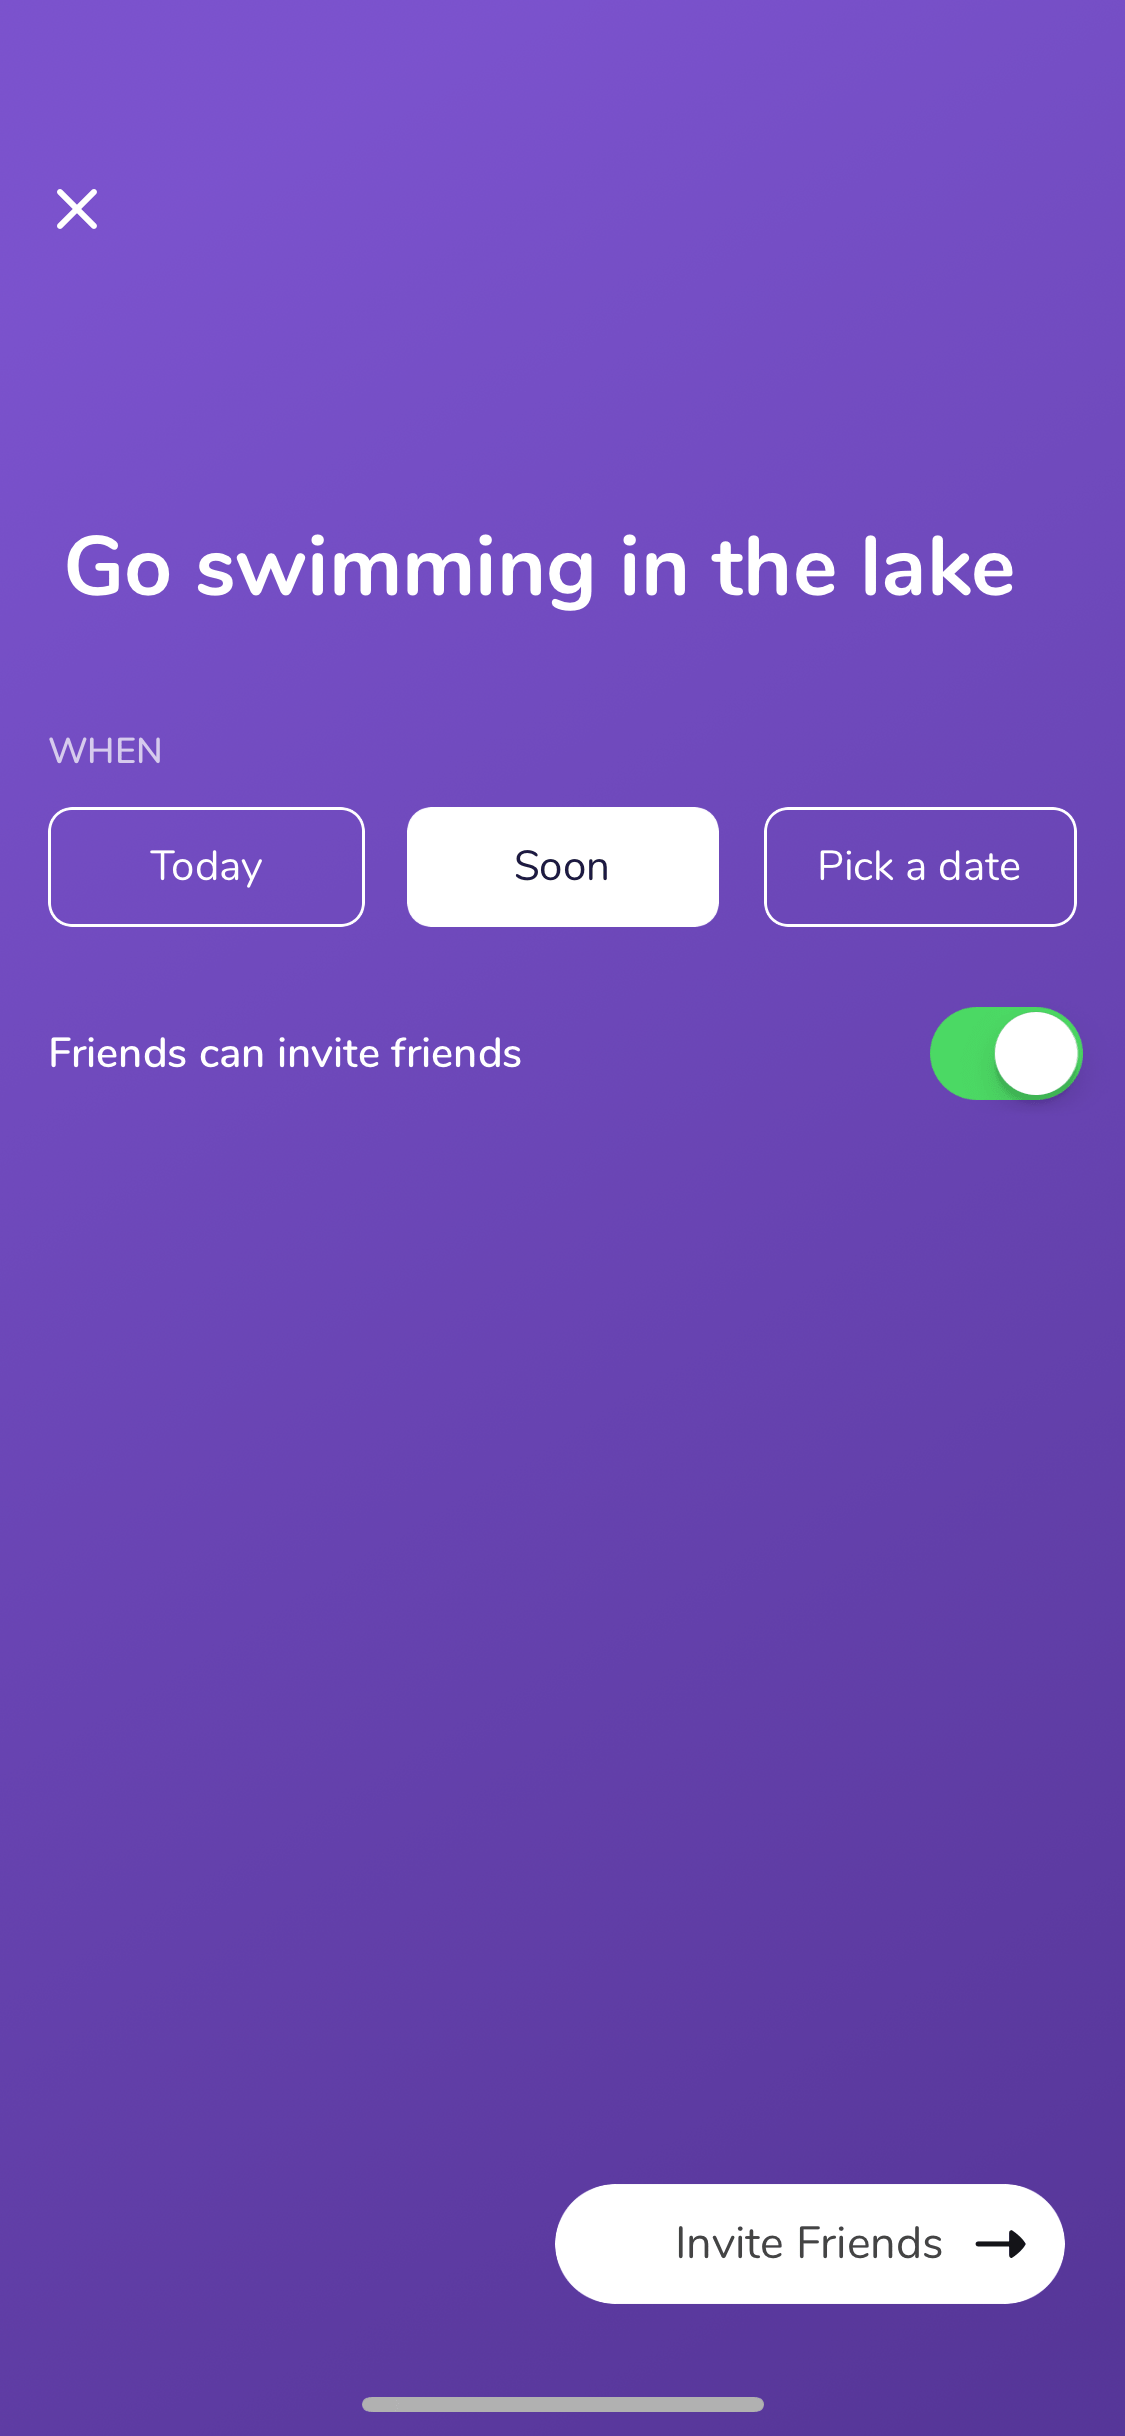 Go swimming in the lake
WHEN
Today
Soon
Pick a date
Friends can invite friends
Invite Friends